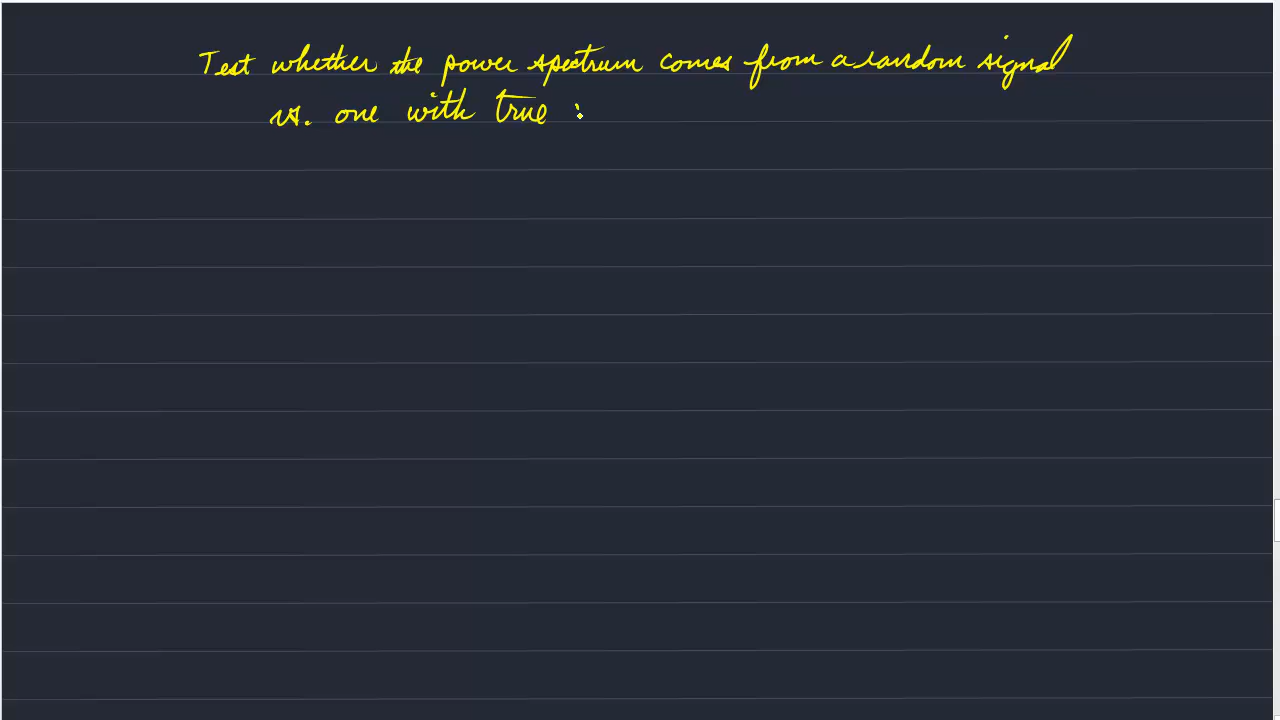 Test whether the power spectrum comes from a random signal
vs. one with true